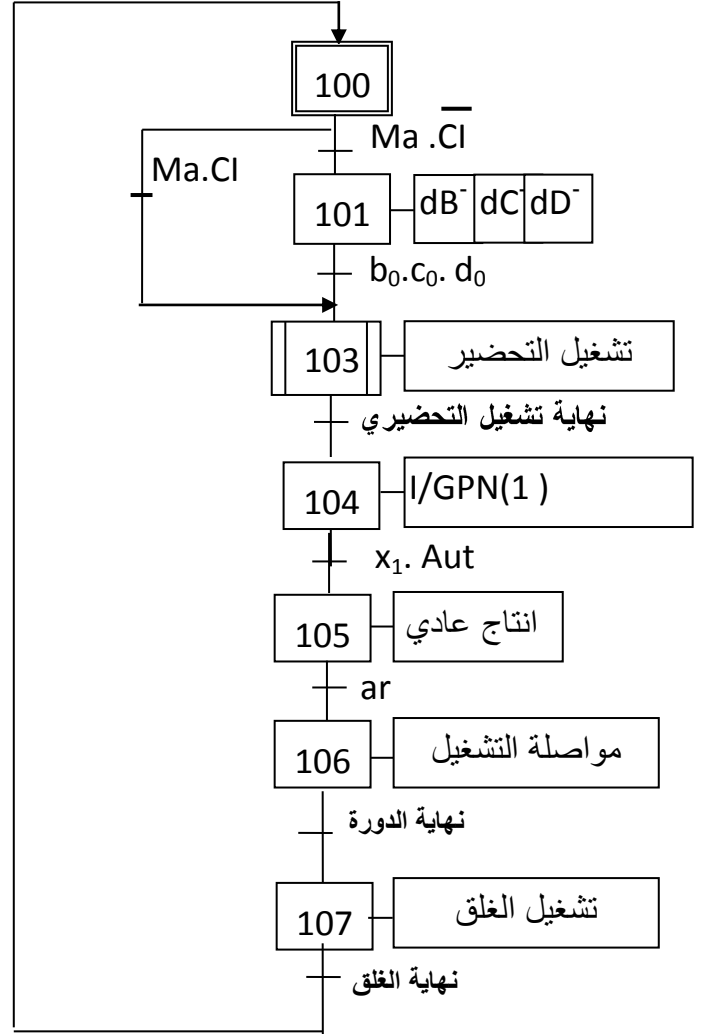 100
Ma .C̅I̅
Ma.CI
101 dB⁻ dC⁻ dD⁻
b₀.c₀. d₀
103 تشغيل التحضير
نهاية تشغيل التحضيري
104 I/GPN(1 )
x₁. Aut
105 انتاج عادي
ar
106 مواصلة التشغيل
نهاية الدورة
107 تشغيل الغلق
نهاية الغلق